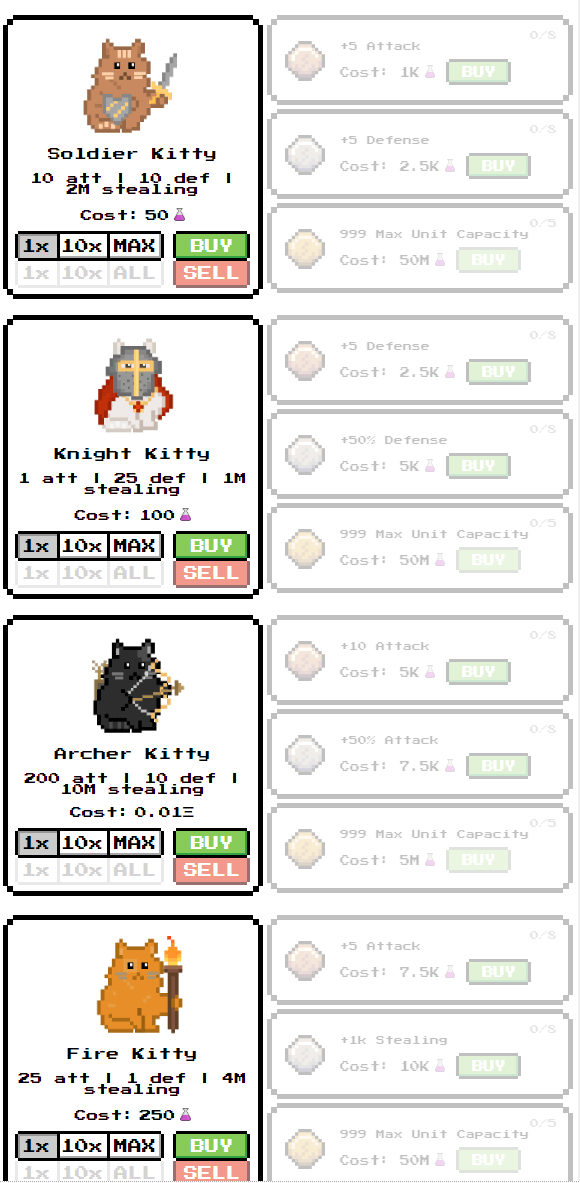 Soldier Kitty
10 att | 10 def |
2M stealing
Cost: 50
1x 10x MAX BUY
1x 10x ALL SELL
0/8
+5 Attack
Cost: 1K BUY
0/8
+5 Defense
Cost: 2.5K BUY
0/5
999 Max Unit Capacity
Cost: 50M BUY
Knight Kitty
1 att | 25 def | 1M
stealing
Cost: 100
1x 10x MAX BUY
1x 10x ALL SELL
0/8
+5 Defense
Cost: 2.5K BUY
0/8
+50% Defense
Cost: 5K BUY
0/5
999 Max Unit Capacity
Cost: 50M BUY
Archer Kitty
200 att | 10 def |
10M stealing
Cost: 0.01Ξ
1x 10x MAX BUY
1x 10x ALL SELL
0/8
+10 Attack
Cost: 5K BUY
0/8
+50% Attack
Cost: 7.5K BUY
0/5
999 Max Unit Capacity
Cost: 5M BUY
Fire Kitty
25 att | 1 def | 4M
stealing
Cost: 250
1x 10x MAX BUY
1x 10x ALL SELL
0/8
+5 Attack
Cost: 7.5K BUY
0/8
+1k Stealing
Cost: 10K BUY
0/5
999 Max Unit Capacity
Cost: 50M BUY